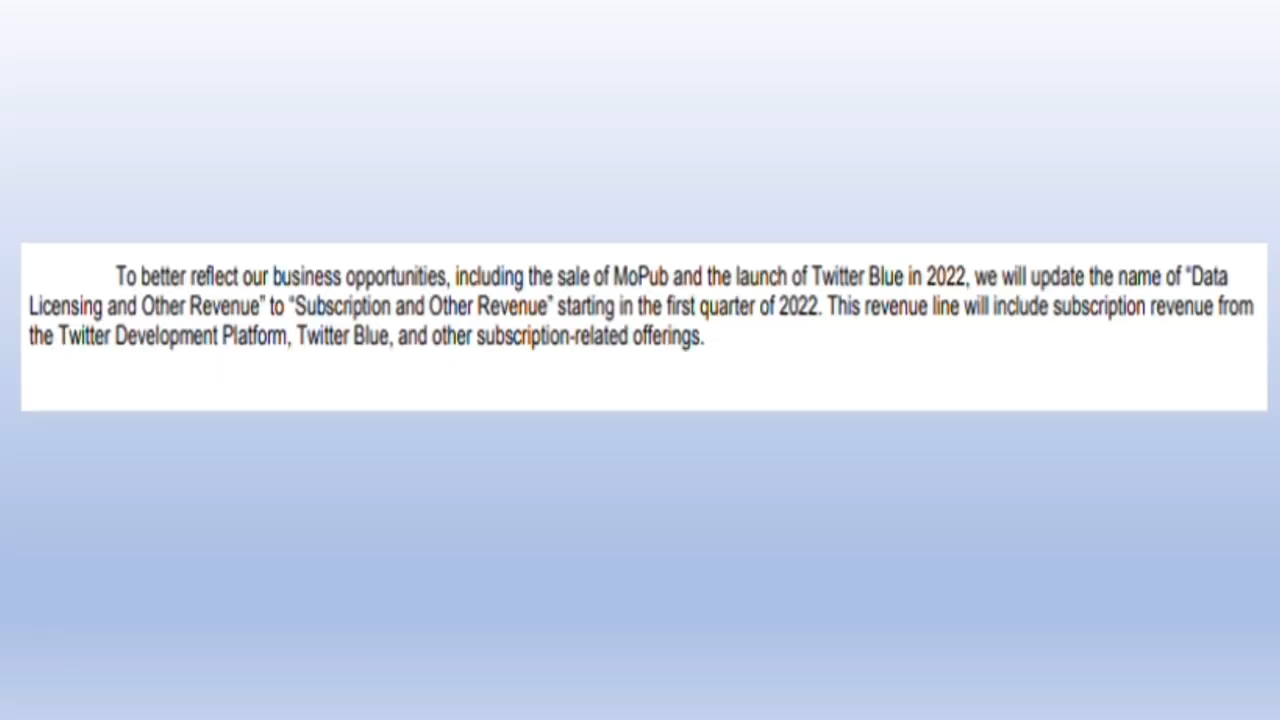 To better reflect our business opportunities, including the sale of MoPub and the launch of Twitter Blue in 2022, we will update the name of “Data
Licensing and Other Revenue” to “Subscription and Other Revenue” starting in the first quarter of 2022. This revenue line will include subscription revenue from
the Twitter Development Platform, Twitter Blue, and other subscription-related offerings.